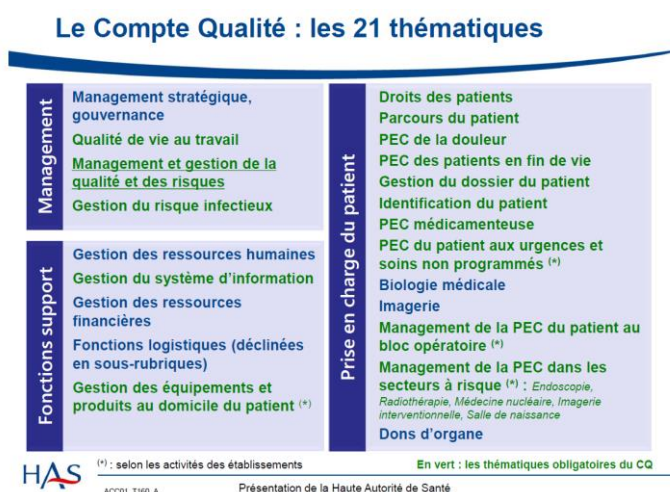 Le Compte Qualité : les 21 thématiques
Management
Management stratégique,
gouvernance
Qualité de vie au travail
Management et gestion de la
qualité et des risques
Gestion du risque infectieux
Fonctions support
Gestion des ressources humaines
Gestion du système d'information
Gestion des ressources
financières
Fonctions logistiques (déclinées
en sous-rubriques)
Gestion des équipements et
produits au domicile du patient (*)
Prise en charge du patient
Droits des patients
Parcours du patient
PEC de la douleur
PEC des patients en fin de vie
Gestion du dossier du patient
Identification du patient
PEC médicamenteuse
PEC du patient aux urgences et
soins non programmés (*)
Biologie médicale
Imagerie
Management de la PEC du patient au
bloc opératoire (*)
Management de la PEC dans les
secteurs à risque (*) : Endoscopie,
Radiothérapie, Médecine nucléaire, Imagerie
interventionnelle, Salle de naissance
Dons d'organe
(*) : selon les activités des établissements
En vert : les thématiques obligatoires du CQ
HAS
ACC01_T160_A
Présentation de la Haute Autorité de Santé